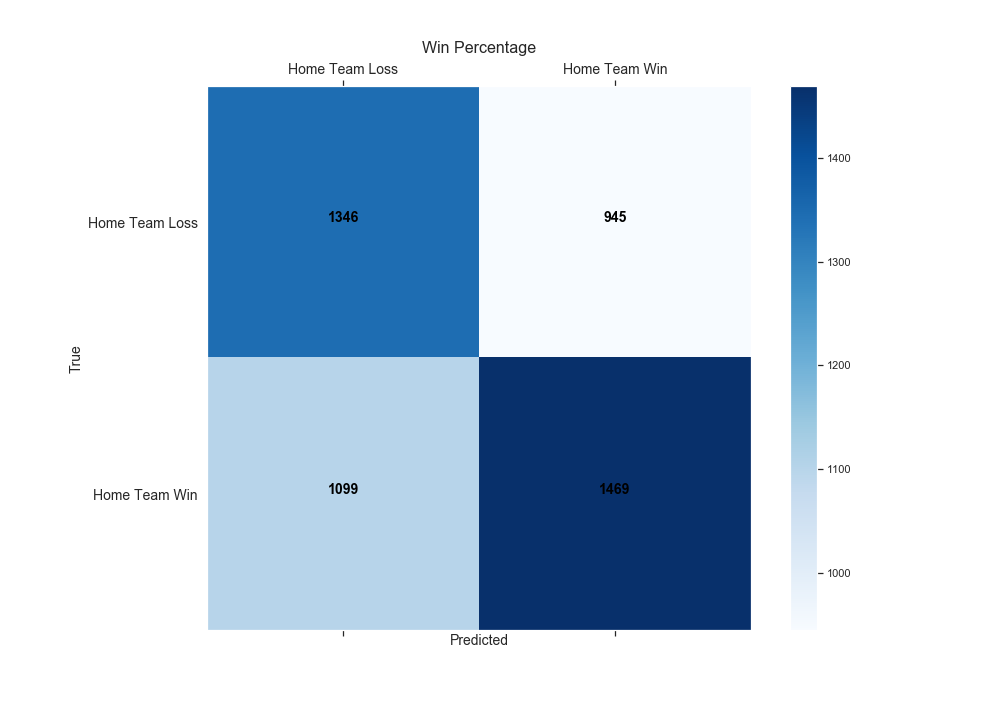 Win Percentage
Home Team Loss
Home Team Win
Home Team Loss
1346
945
1400
1300
True
1200
1100
Home Team Win
1099
1469
1000
Predicted